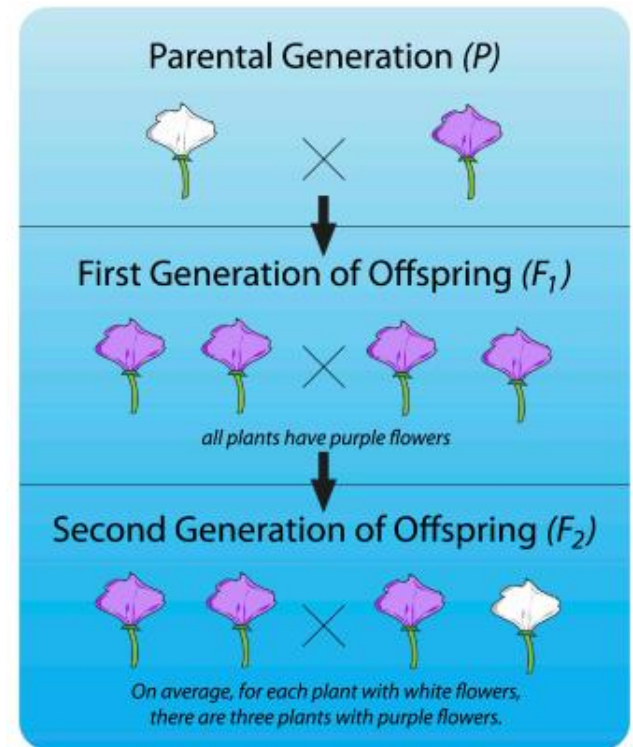 Parental Generation (P)
First Generation of Offspring (F₁)
all plants have purple flowers
Second Generation of Offspring (F₂)
On average, for each plant with white flowers,
there are three plants with purple flowers.